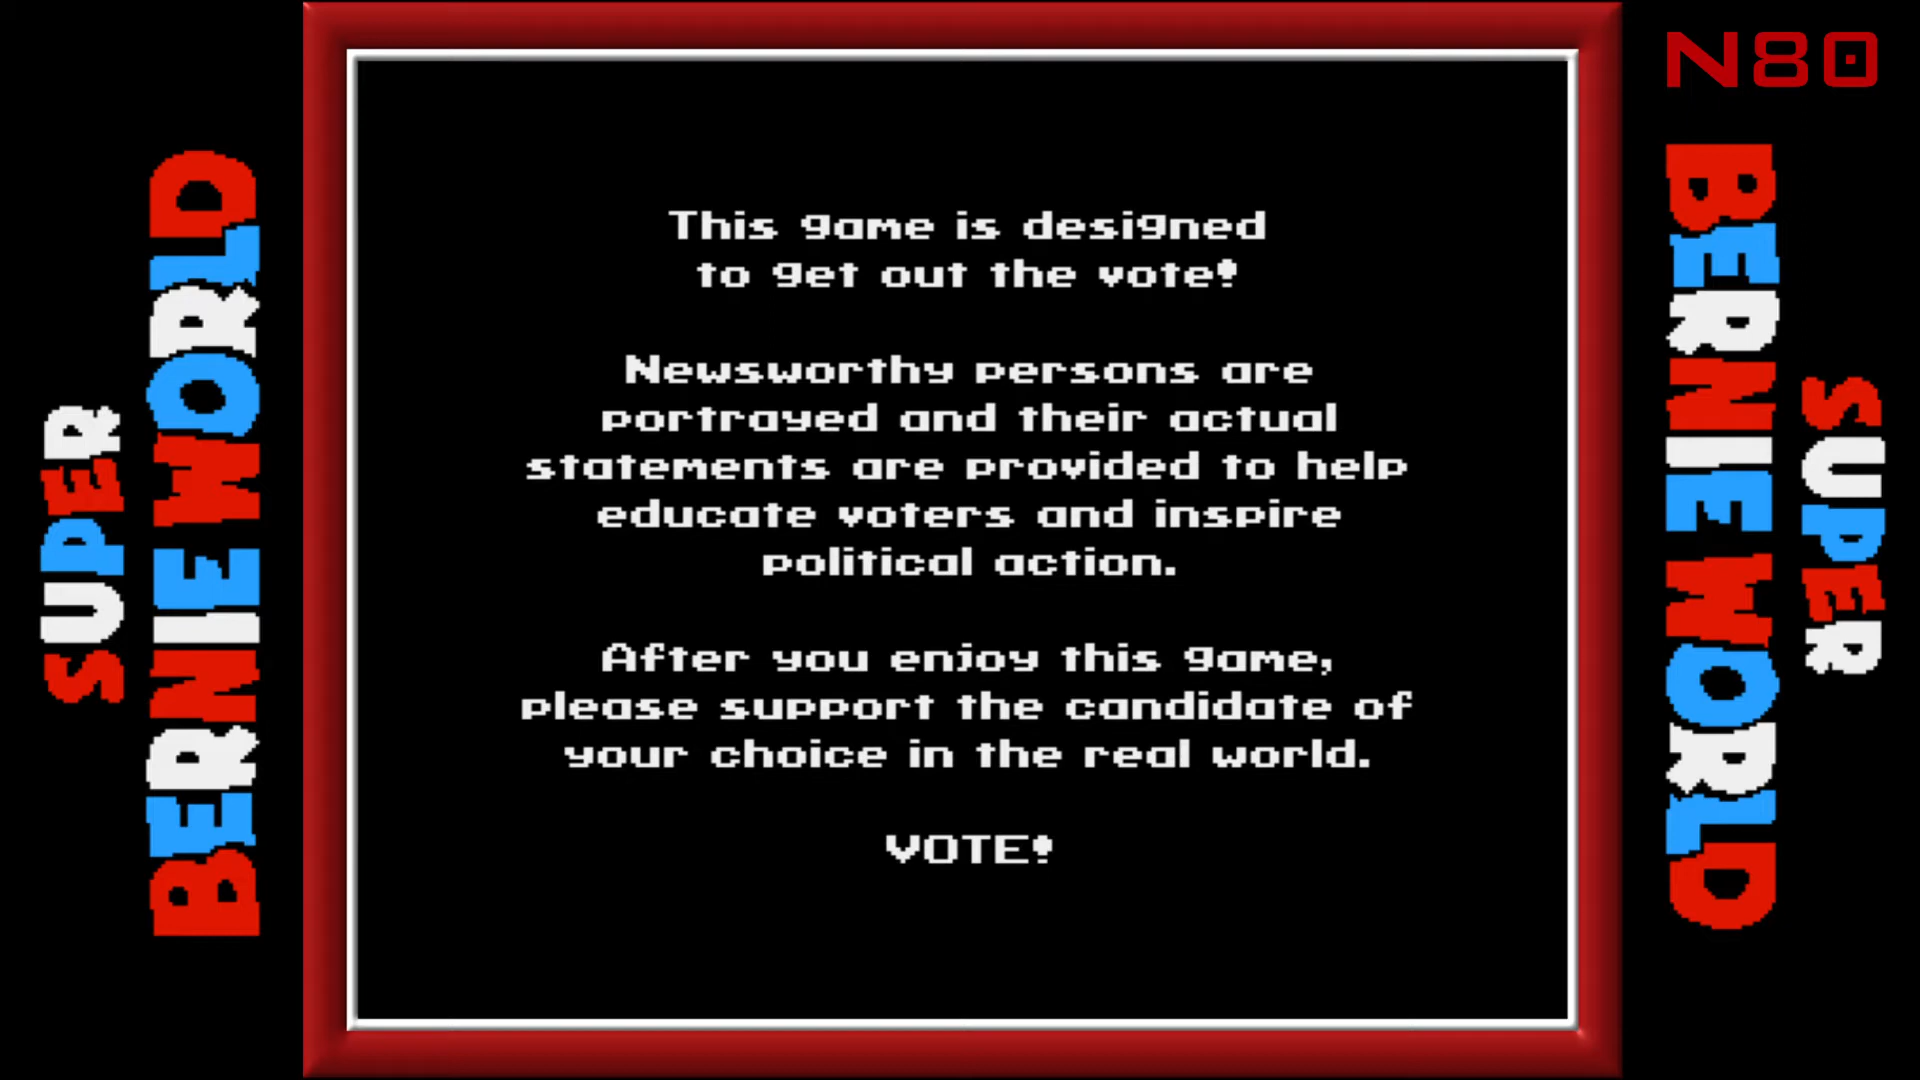 SUPER
BERNIE WORLD
This game is designed
to get out the vote!
Newsworthy persons are
portrayed and their actual
statements are provided to help
educate voters and inspire
political action.
After you enjoy this game,
please support the candidate of
your choice in the real world.
VOTE!
N80
BERNIE WORLD
SUPER